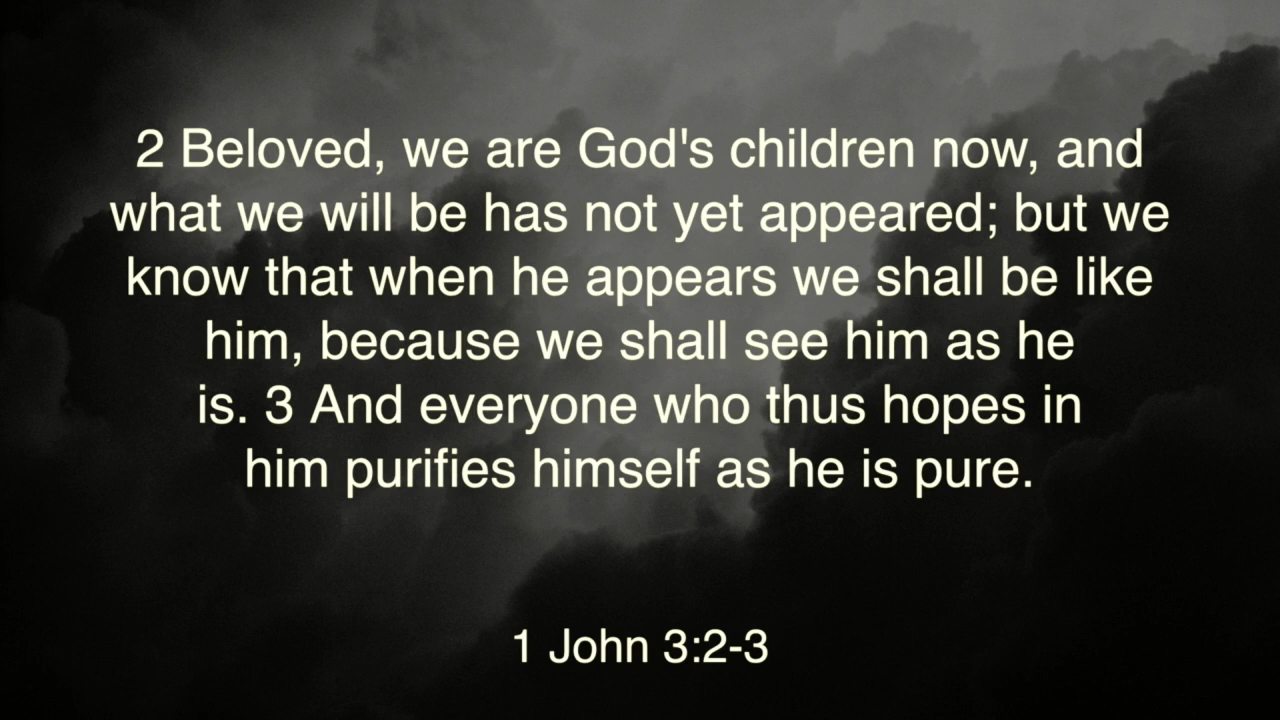 2 Beloved, we are God's children now, and
what we will be has not yet appeared; but we
know that when he appears we shall be like
him, because we shall see him as he
is. 3 And everyone who thus hopes in
him purifies himself as he is pure.
1 John 3:2-3